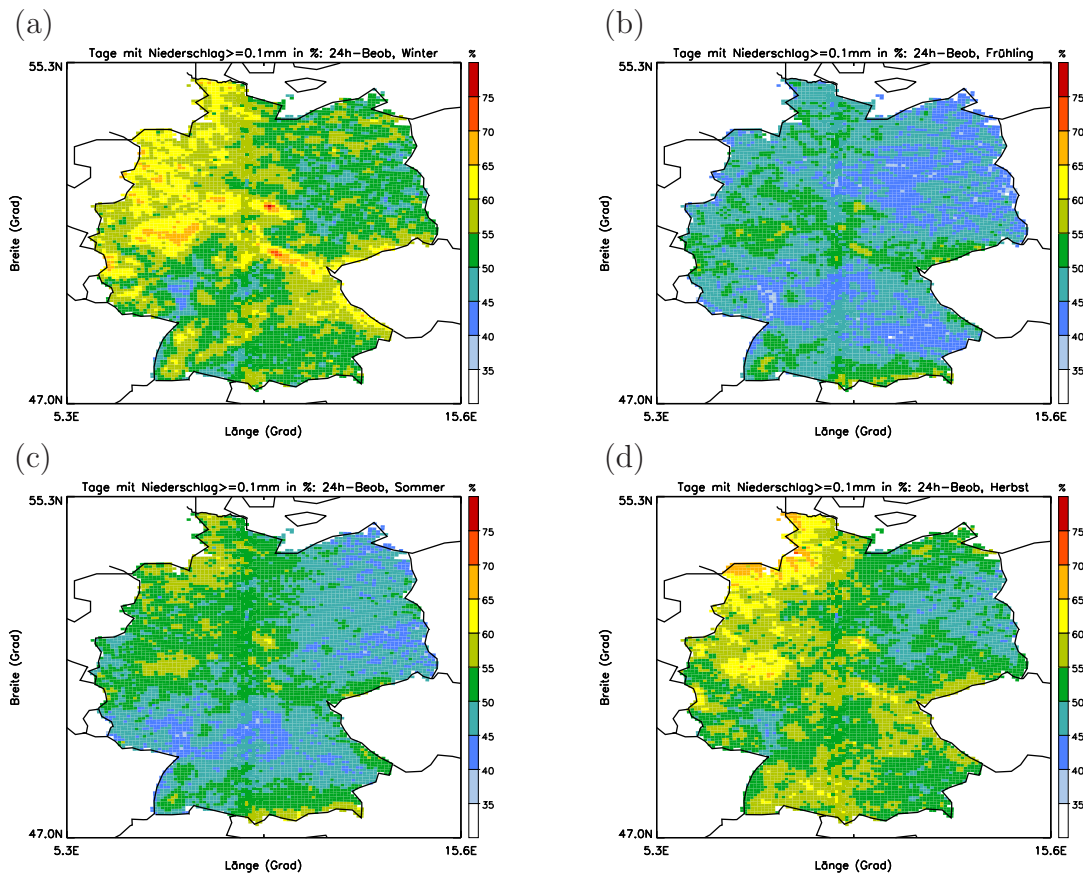 (a)
Tage mit Niederschlag>=0.1mm in %: 24h-Beob, Winter
%
55.3N
75
70
65
60
55
50
45
40
35
Breite (Grad)
47.0N
5.3E
15.6E
Länge (Grad)
(b)
Tage mit Niederschlag>=0.1mm in %: 24h-Beob, Frühling
%
55.3N
75
70
65
60
55
50
45
40
35
Breite (Grad)
47.0N
5.3E
15.6E
Länge (Grad)
(c)
Tage mit Niederschlag>=0.1mm in %: 24h-Beob, Sommer
%
55.3N
75
70
65
60
55
50
45
40
35
Breite (Grad)
47.0N
5.3E
15.6E
Länge (Grad)
(d)
Tage mit Niederschlag>=0.1mm in %: 24h-Beob, Herbst
%
55.3N
75
70
65
60
55
50
45
40
35
Breite (Grad)
47.0N
5.3E
15.6E
Länge (Grad)